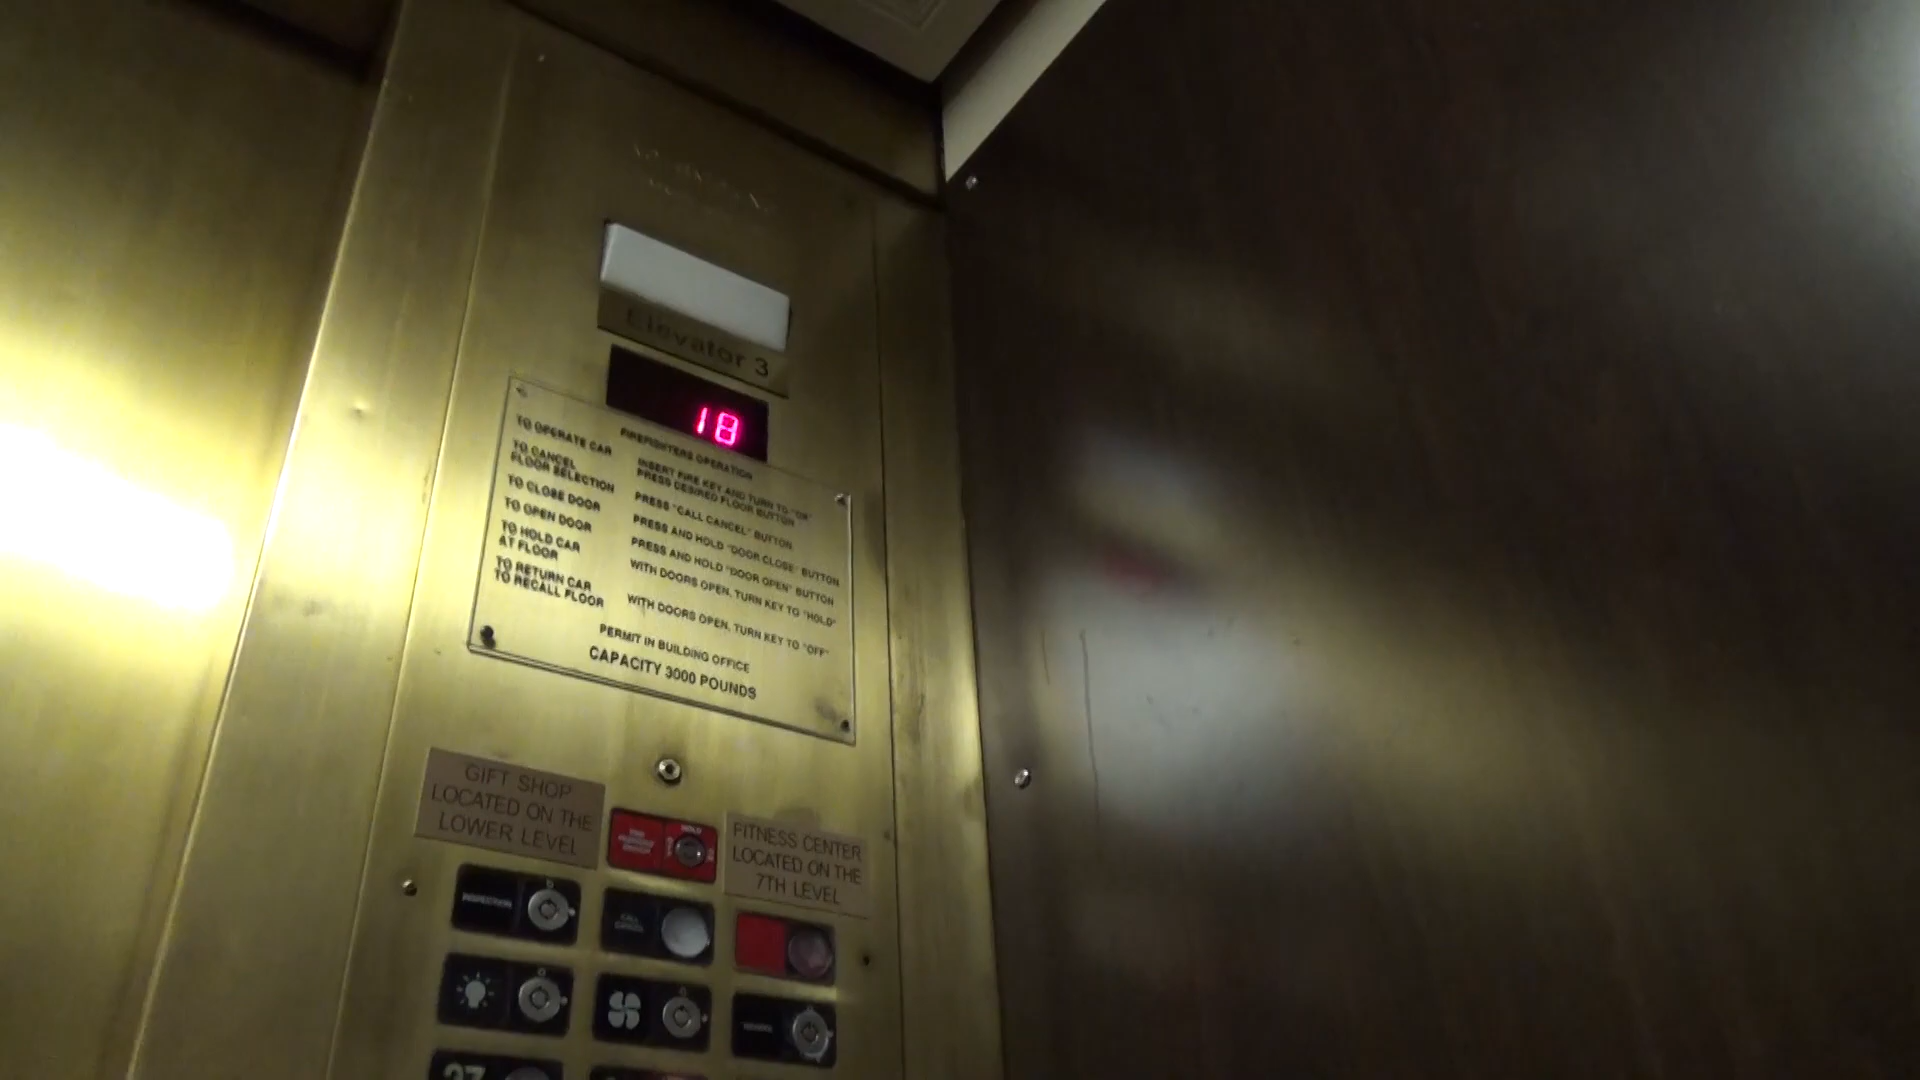 Elevator 3
18
FIREFIGHTERS OPERATION
TO OPERATE CAR INSERT FIRE KEY AND TURN TO "ON"
PRESS DESIRED FLOOR BUTTON
TO CANCEL
FLOOR SELECTION PRESS "CALL CANCEL" BUTTON
TO CLOSE DOOR PRESS AND HOLD "DOOR CLOSE" BUTTON
TO OPEN DOOR PRESS AND HOLD "DOOR OPEN" BUTTON
TO HOLD CAR
AT FLOOR WITH DOORS OPEN, TURN KEY TO "HOLD"
TO RETURN CAR
TO RECALL FLOOR WITH DOORS OPEN, TURN KEY TO "OFF"
PERMIT IN BUILDING OFFICE
CAPACITY 3000 POUNDS
GIFT SHOP
LOCATED ON THE
LOWER LEVEL
HOLD
FITNESS CENTER
LOCATED ON THE
7TH LEVEL
INSPECTION
CALL
CANCEL